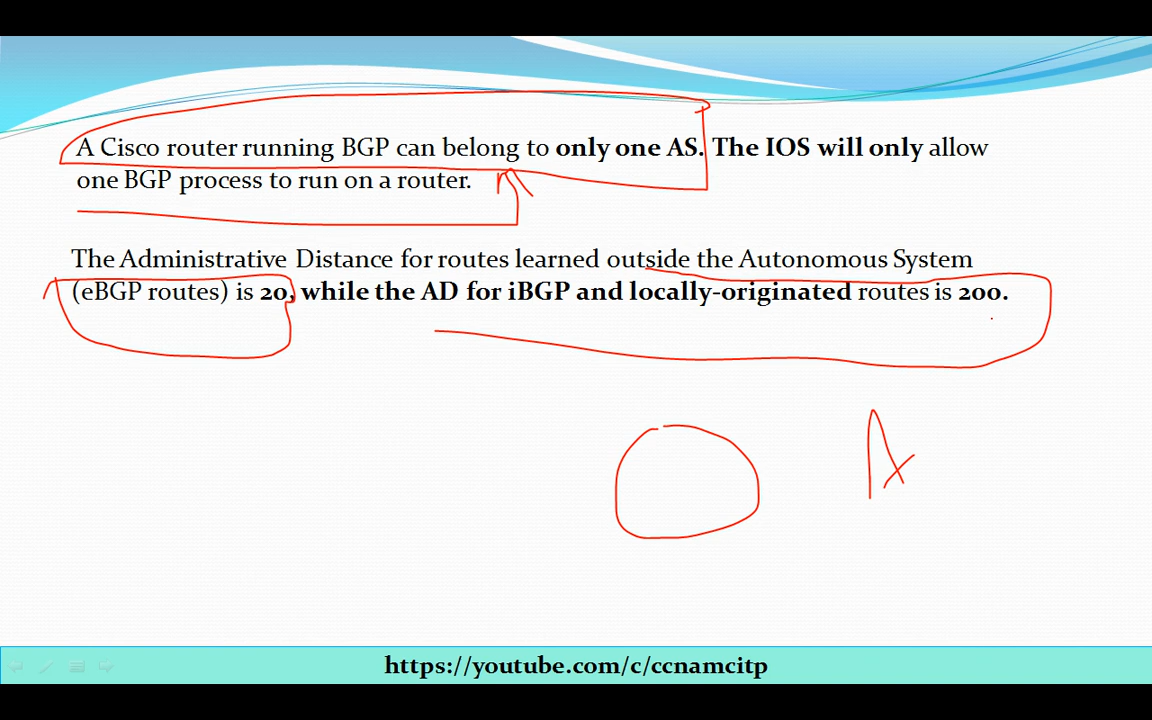 A Cisco router running BGP can belong to only one AS. The IOS will only allow
one BGP process to run on a router.
The Administrative Distance for routes learned outside the Autonomous System
(eBGP routes) is 20, while the AD for iBGP and locally-originated routes is 200.
https://youtube.com/c/ccnamcitp